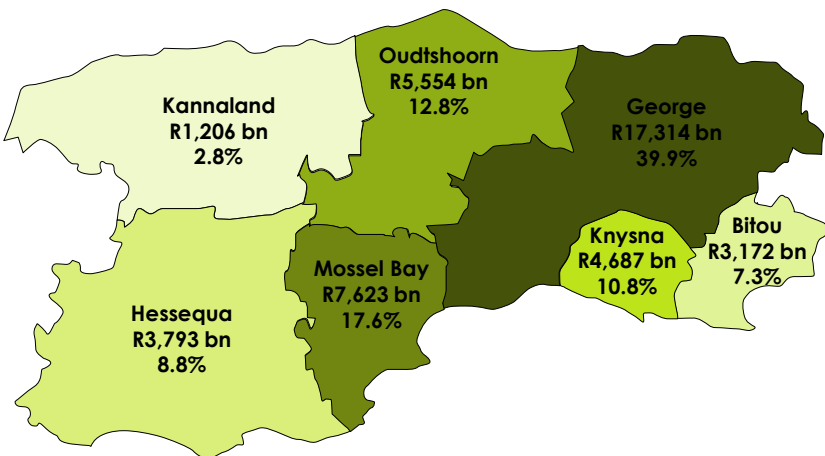 Oudtshoorn
R5,554 bn
12.8%
Kannaland
R1,206 bn
2.8%
George
R17,314 bn
39.9%
Bitou
R3,172 bn
7.3%
Knysna
R4,687 bn
10.8%
Mossel Bay
R7,623 bn
17.6%
Hessequa
R3,793 bn
8.8%